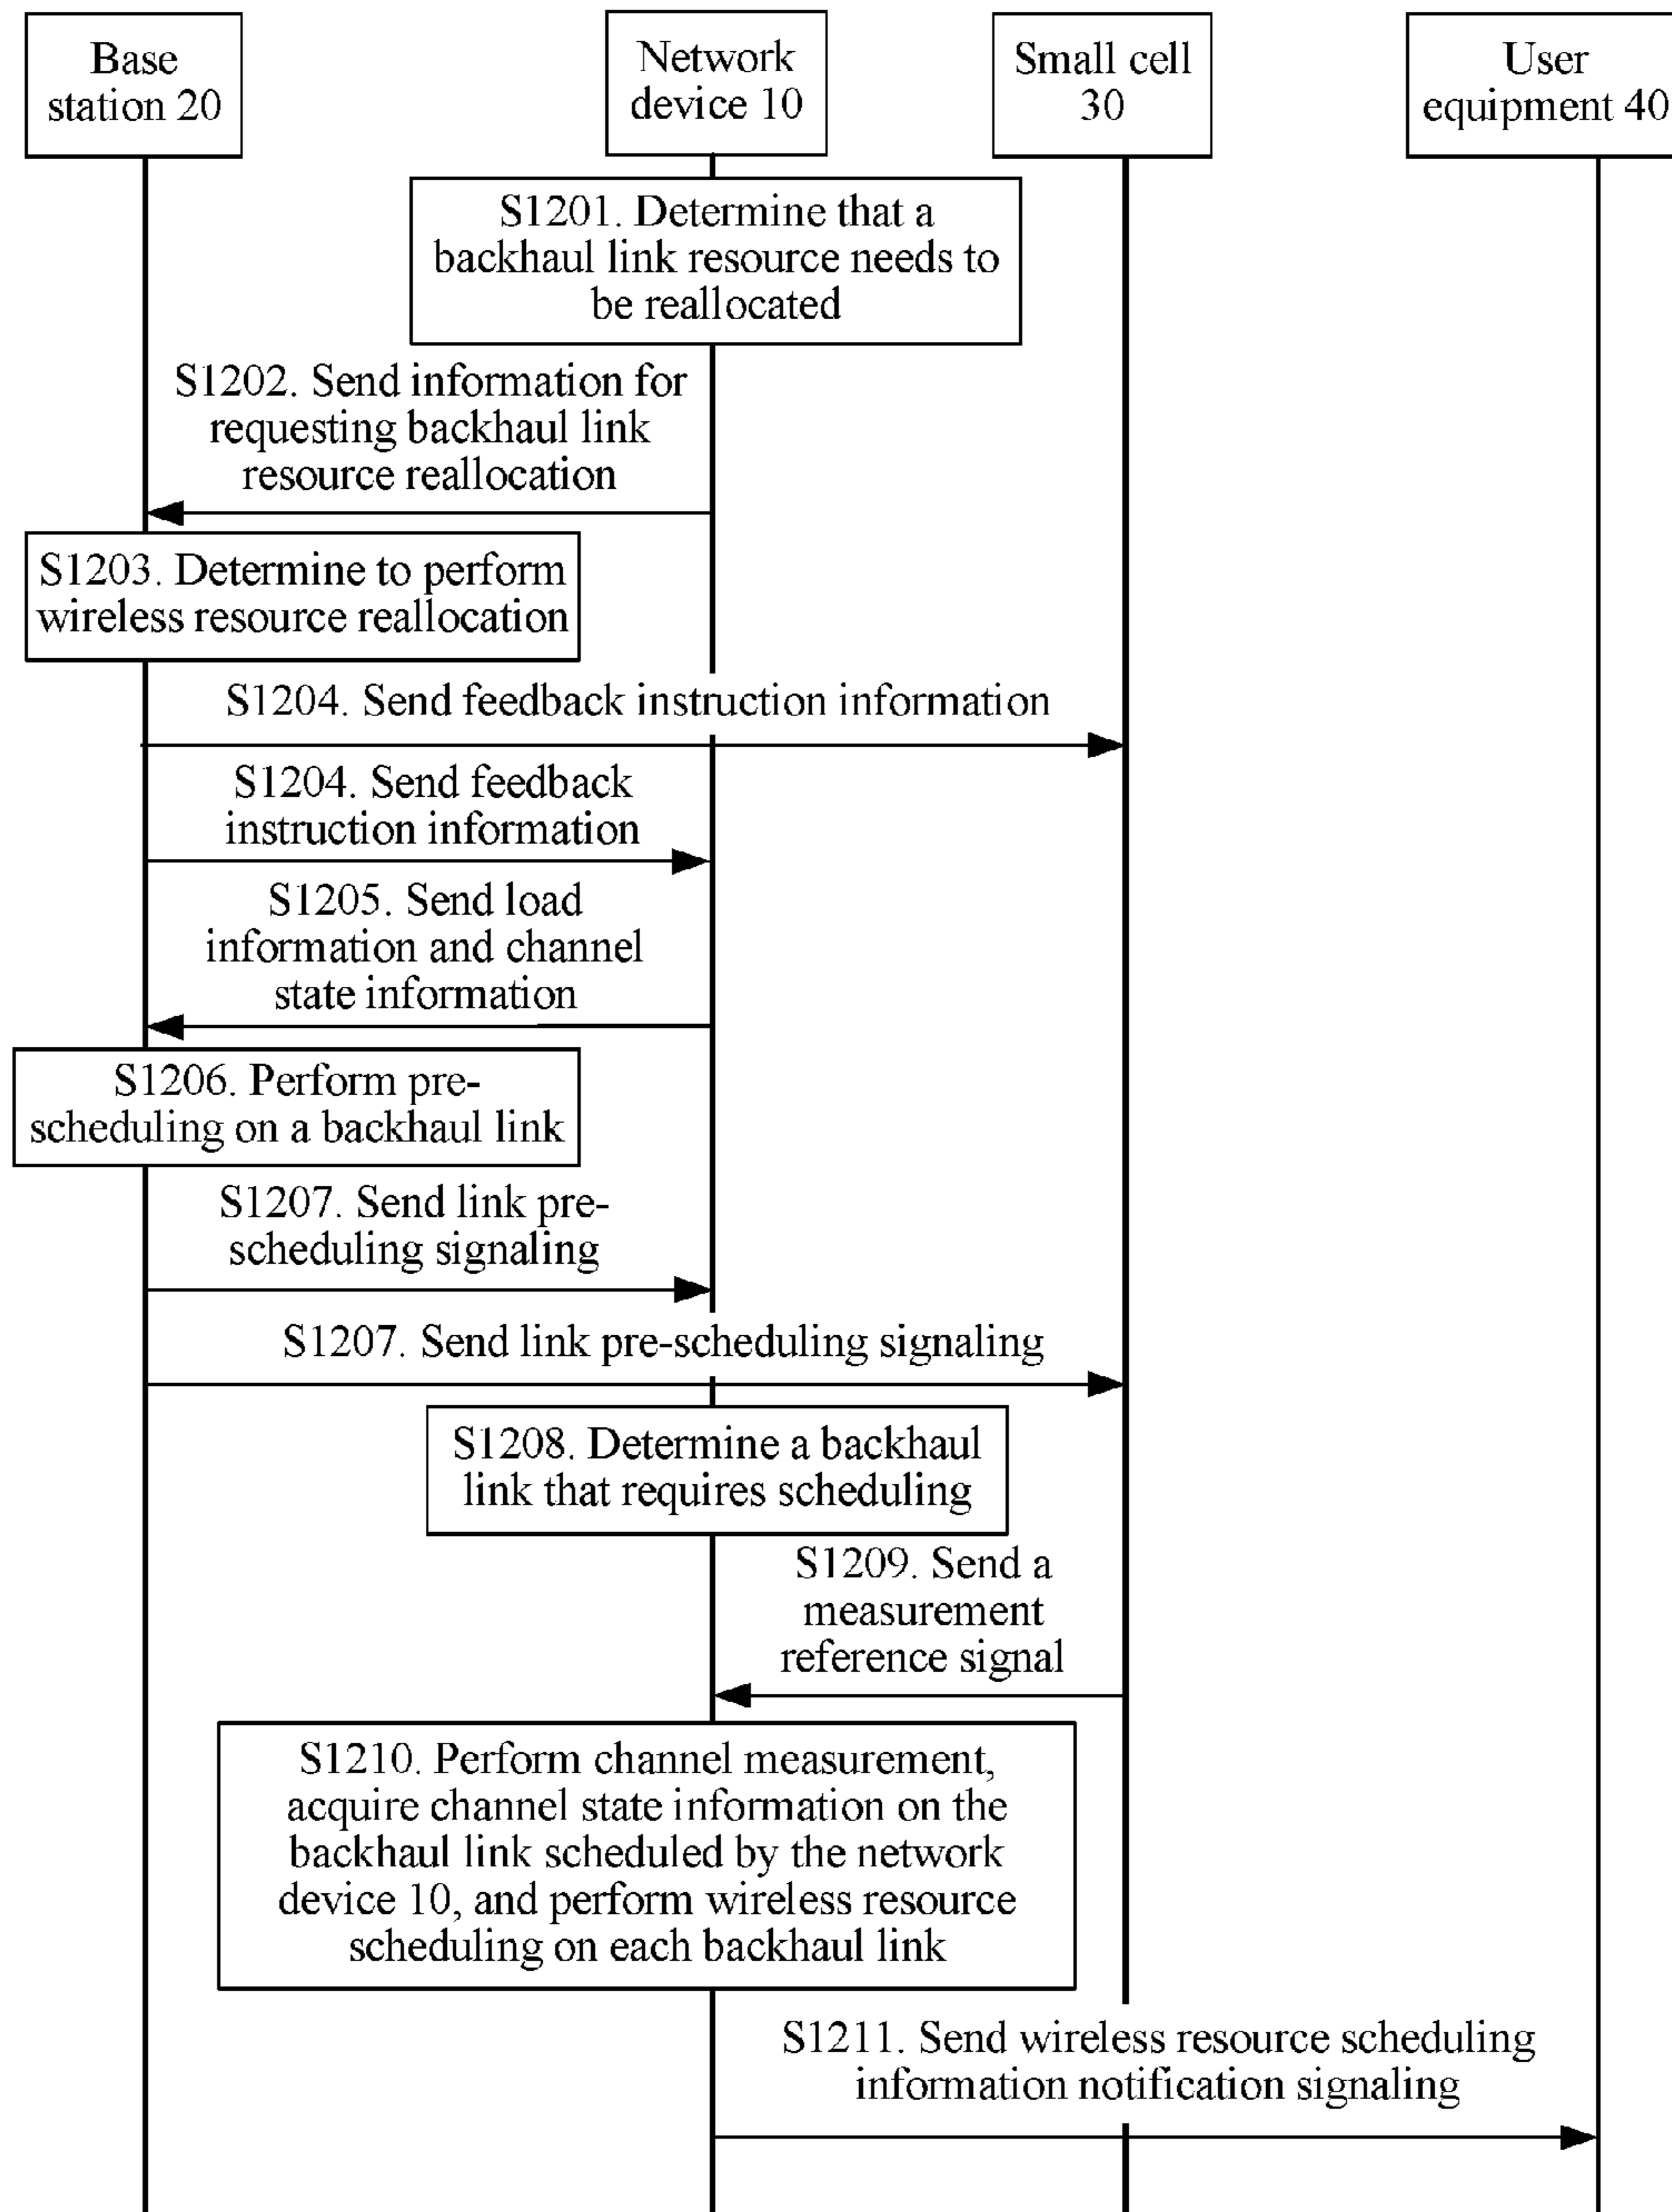 Base
station 20
Network
device 10
Small cell
30
User
equipment 40
S1201. Determine that a
backhaul link resource needs to
be reallocated
S1202. Send information for
requesting backhaul link
resource reallocation
S1203. Determine to perform
wireless resource reallocation
S1204. Send feedback instruction information
S1204. Send feedback
instruction information
S1205. Send load
information and channel
state information
S1206. Perform pre-
scheduling on a backhaul link
S1207. Send link pre-
scheduling signaling
S1207. Send link pre-scheduling signaling
S1208. Determine a backhaul
link that requires scheduling
S1209. Send a
measurement
reference signal
S1210. Perform channel measurement,
acquire channel state information on the
backhaul link scheduled by the network
device 10, and perform wireless resource
scheduling on each backhaul link
S1211. Send wireless resource scheduling
information notification signaling